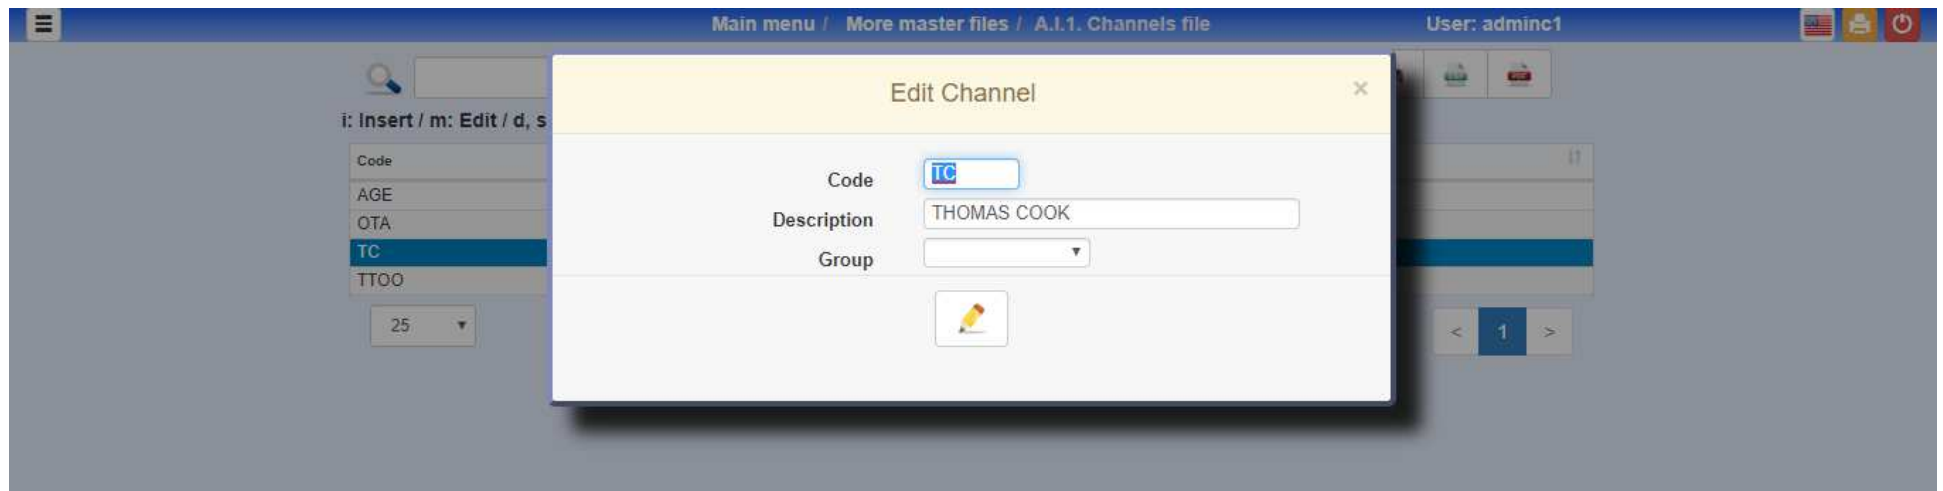 Main menu / More master files / A.I.1. Channels file User: adminc1
Edit Channel ×
i: Insert / m: Edit / d, s
Code
AGE
OTA
TC
TTOO
Code TC
Description THOMAS COOK
Group
25
< 1 >